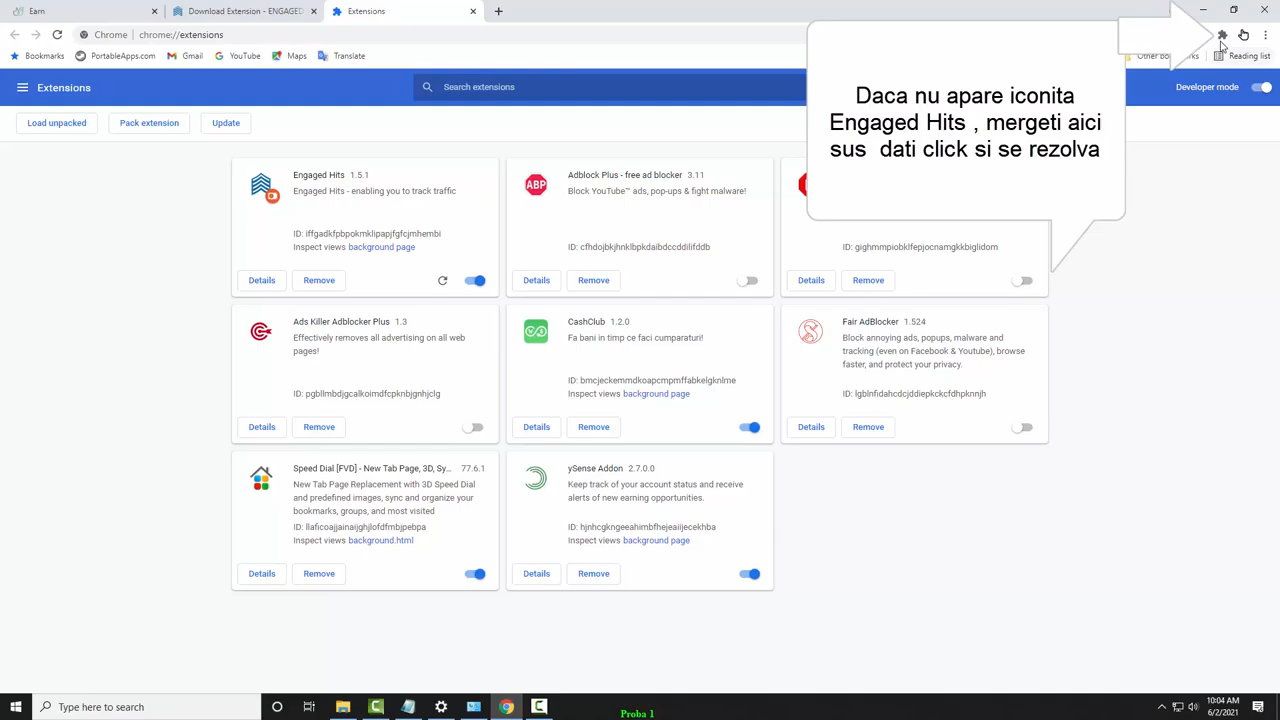 Earn
Download Extension - ENGAGED
Extensions
Chrome | chrome://extensions
Bookmarks
PortableApps.com
Gmail
YouTube
Maps
Translate
Reading list
Extensions
Search extensions
Developer mode
Daca nu apare iconita
Engaged Hits , mergeti aici
sus dati click si se rezolva
Load unpacked
Pack extension
Update
Engaged Hits 1.5.1
Engaged Hits - enabling you to track traffic
ID: iffgadkfpbpokmklipapjfgfcjmhembi
Inspect views background page
Details
Remove
Adblock Plus - free ad blocker 3.11
Block YouTube™ ads, pop-ups & fight malware!
ID: cfhdojbkjhnklbpkdaibdccddilifddb
Details
Remove
ID: gighmmpiobklfepjocnamgkkbiglidom
Details
Remove
Ads Killer Adblocker Plus 1.3
Effectively removes all advertising on all web
pages!
ID: pgbllmbdjgcalkoimdfcpknbjgnhjclg
Details
Remove
CashClub 1.2.0
Fa bani in timp ce faci cumparaturi!
ID: bmcjeckemmdkoapcmpmffabkelgknlme
Inspect views background page
Details
Remove
Fair AdBlocker 1.524
Block annoying ads, popups, malware and
tracking (even on Facebook & Youtube), browse
faster, and protect your privacy.
ID: lgblnfidahcdcjddiepkckcfdhpknnjh
Details
Remove
Speed Dial [FVD] - New Tab Page, 3D, Sy... 77.6.1
New Tab Page Replacement with 3D Speed Dial
and predefined images, sync and organize your
bookmarks, groups, and most visited
ID: llaficoajjainaijghjlofdfmbjpebpa
Inspect views background.html
Details
Remove
ySense Addon 2.7.0.0
Keep track of your account status and receive
alerts of new earning opportunities.
ID: hjnhcgkngeeahimbfhejeaiijecekhba
Inspect views background page
Details
Remove
Type here to search
Proba 1
10:04 AM
6/2/2021